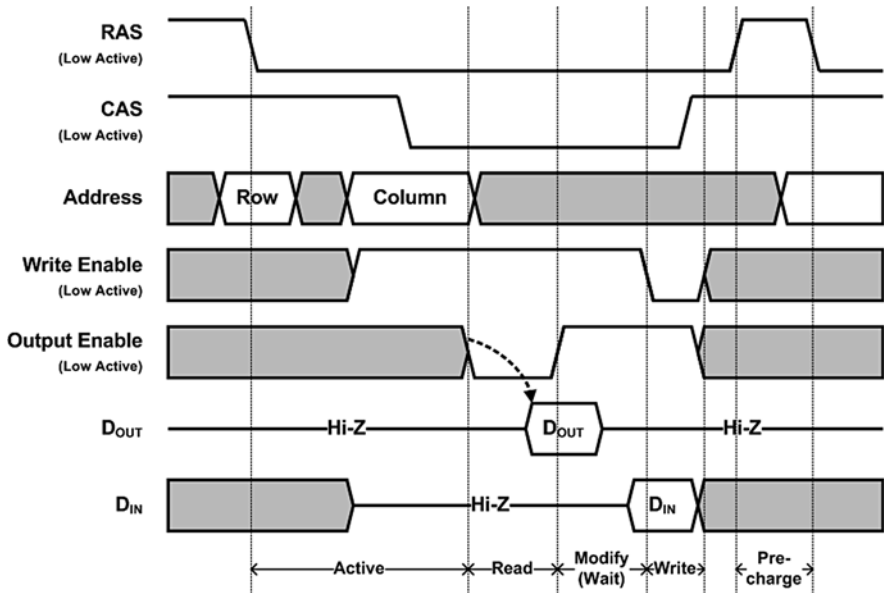 RAS
(Low Active)
CAS
(Low Active)
Address
Row
Column
Write Enable
(Low Active)
Output Enable
(Low Active)
DOUT
Hi-Z
DOUT
Hi-Z
DIN
Hi-Z
DIN
Active
Read
Modify
(Wait)
Write
Pre-
charge